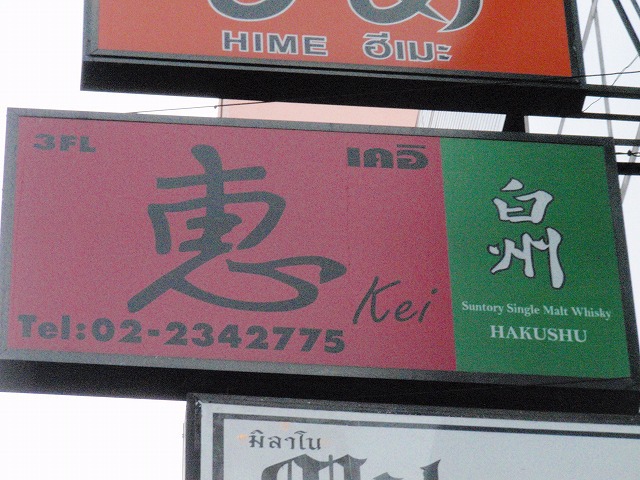 HIME ฮีเมะ
3FL
เคอิ
恵
Kei
Tel:02-2342775
白州
Suntory Single Malt Whisky
HAKUSHU
มิลาโน